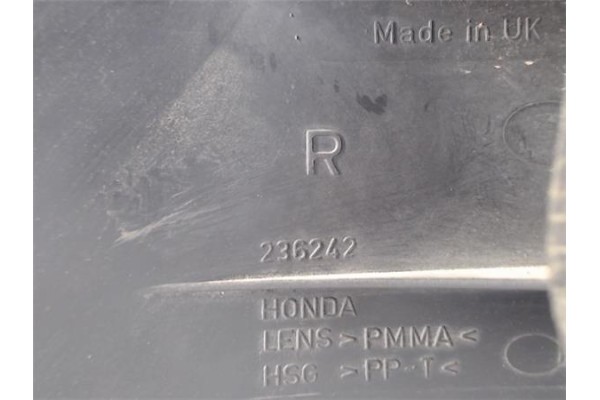 Made in UK
R
236242
HONDA
LENS >PMMA<
HSG >PP-T<